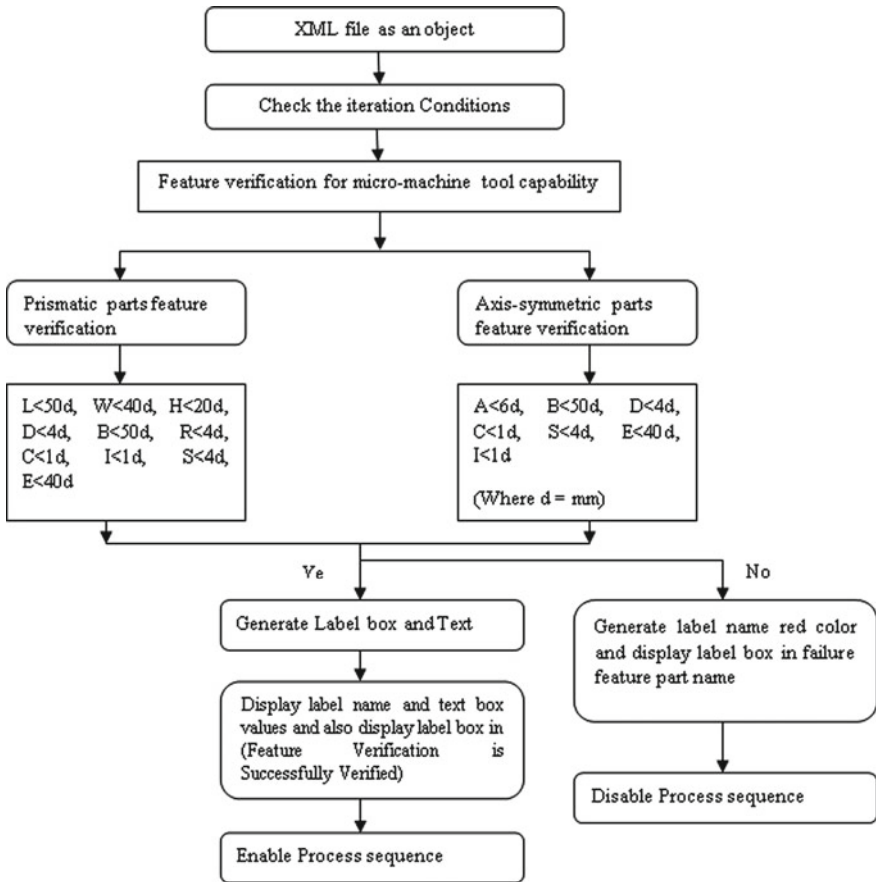 XML file as an object
Check the iteration Conditions
Feature verification for micro-machine tool capability
Prismatic parts feature
verification
Axis-symmetric parts
feature verification
L<50d, W<40d, H<20d,
D<4d, B<50d, R<4d,
C<1d, I<1d, S<4d,
E<40d
A<6d, B<50d, D<4d,
C<1d, S<4d, E<40d,
I<1d
(Where d = mm)
Ve
No
Generate Label box and Text
Generate label name red color
and display label box in failure
feature part name
Display label name and text box
values and also display label box in
(Feature Verification is
Successfully Verified)
Disable Process sequence
Enable Process sequence